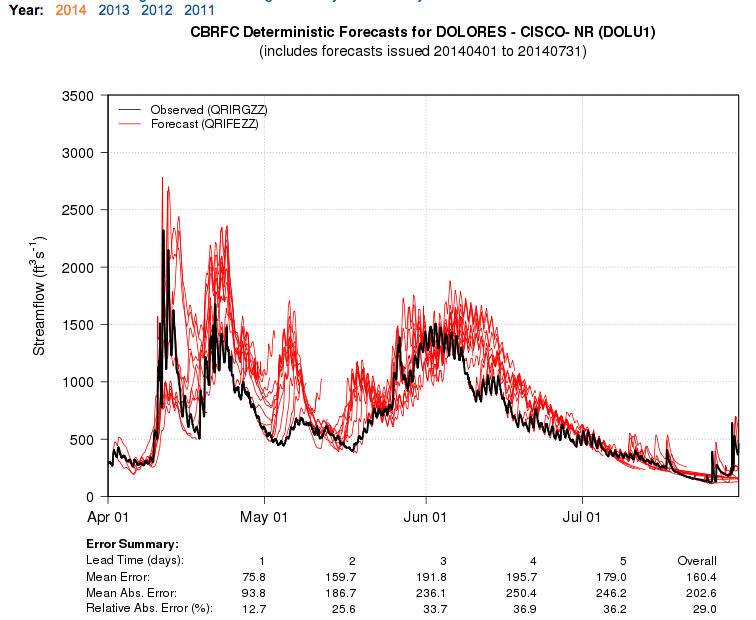 Year: 2014 2013 2012 2011
CBRFC Deterministic Forecasts for DOLORES - CISCO- NR (DOLU1)
(includes forecasts issued 20140401 to 20140731)
Observed (QRIRGZZ)
Forecast (QRIFEZZ)
3500
3000
2500
2000
1500
1000
500
0
Streamflow (ft³s⁻¹)
Apr 01 May 01 Jun 01 Jul 01
Error Summary:
Lead Time (days): 1 2 3 4 5 Overall
Mean Error: 75.8 159.7 191.8 195.7 179.0 160.4
Mean Abs. Error: 93.8 186.7 236.1 250.4 246.2 202.6
Relative Abs. Error (%): 12.7 25.6 33.7 36.9 36.2 29.0